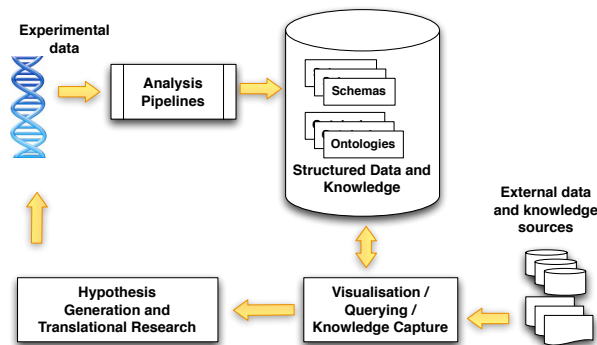 Experimental
data
Analysis
Pipelines
Schemas
Ontologies
Structured Data and
Knowledge
External data
and knowledge
sources
Hypothesis
Generation and
Translational Research
Visualisation /
Querying /
Knowledge Capture